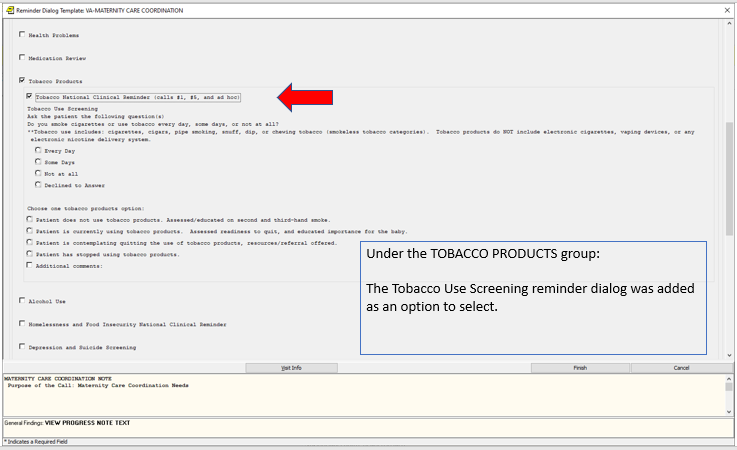 Reminder Dialog Template: VA-MATERNITY CARE COORDINATION
Health Problems
Medication Review
Tobacco Products
Tobacco National Clinical Reminder (calls #1, #5, and ad hoc)
Tobacco Use Screening
Ask the patient the following question(s)
Do you smoke cigarettes or use tobacco every day, some days, or not at all?
**Tobacco use includes: cigarettes, cigars, pipe smoking, snuff, dip, or chewing tobacco (smokeless tobacco categories). Tobacco products do NOT include electronic cigarettes, vaping devices, or any
electronic nicotine delivery system.
Every Day
Some Days
Not at all
Declined to Answer
Choose one tobacco products option:
Patient does not use tobacco products. Assessed/educated on second and third-hand smoke.
Patient is currently using tobacco products. Assessed readiness to quit, and educated importance for the baby.
Patient is contemplating quitting the use of tobacco products, resources/referral offered.
Patient has stopped using tobacco products.
Additional comments:
Under the TOBACCO PRODUCTS group:
The Tobacco Use Screening reminder dialog was added
as an option to select.
Alcohol Use
Homelessness and Food Insecurity National Clinical Reminder
Depression and Suicide Screening
Visit Info
Finish
Cancel
MATERNITY CARE COORDINATION NOTE
Purpose of the Call: Maternity Care Coordination Needs
General Findings: VIEW PROGRESS NOTE TEXT
* Indicates a Required Field